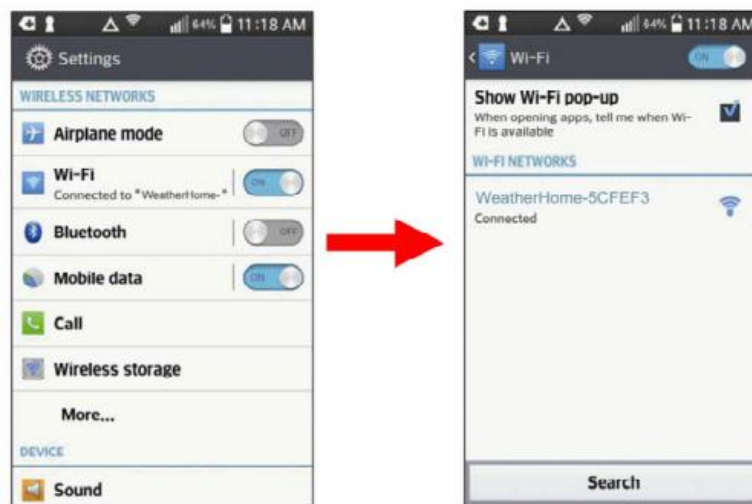 64% 11:18 AM
Settings
WIRELESS NETWORKS
Airplane mode
OFF
Wi-Fi
Connected to "WeatherHome-"
ON
Bluetooth
OFF
Mobile data
ON
Call
Wireless storage
More...
DEVICE
Sound
64% 11:18 AM
Wi-Fi
ON
Show Wi-Fi pop-up
When opening apps, tell me when Wi-
Fi is available
WI-FI NETWORKS
WeatherHome-5CFEF3
Connected
Search